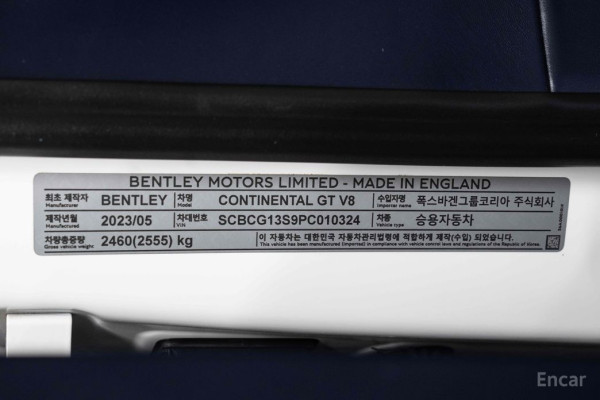 BENTLEY MOTORS LIMITED - MADE IN ENGLAND
최초 제작자 Manufacturer BENTLEY 차명 Model CONTINENTAL GT V8 수입자명 Importer name 폭스바겐그룹코리아 주식회사
제작년월 Manufactured 2023/05 차대번호 VIN SCBCG13S9PC010324 차종 Vehicle type 승용자동차
차량총중량 Gross vehicle weight 2460(2555) kg 이 자동차는 대한민국 자동차관리법령에 적합하게 제작(수입) 되었습니다.
This vehicle has been manufactured (imported) in compliance with vehicle control laws and regulations of the Republic of Korea.
Encar